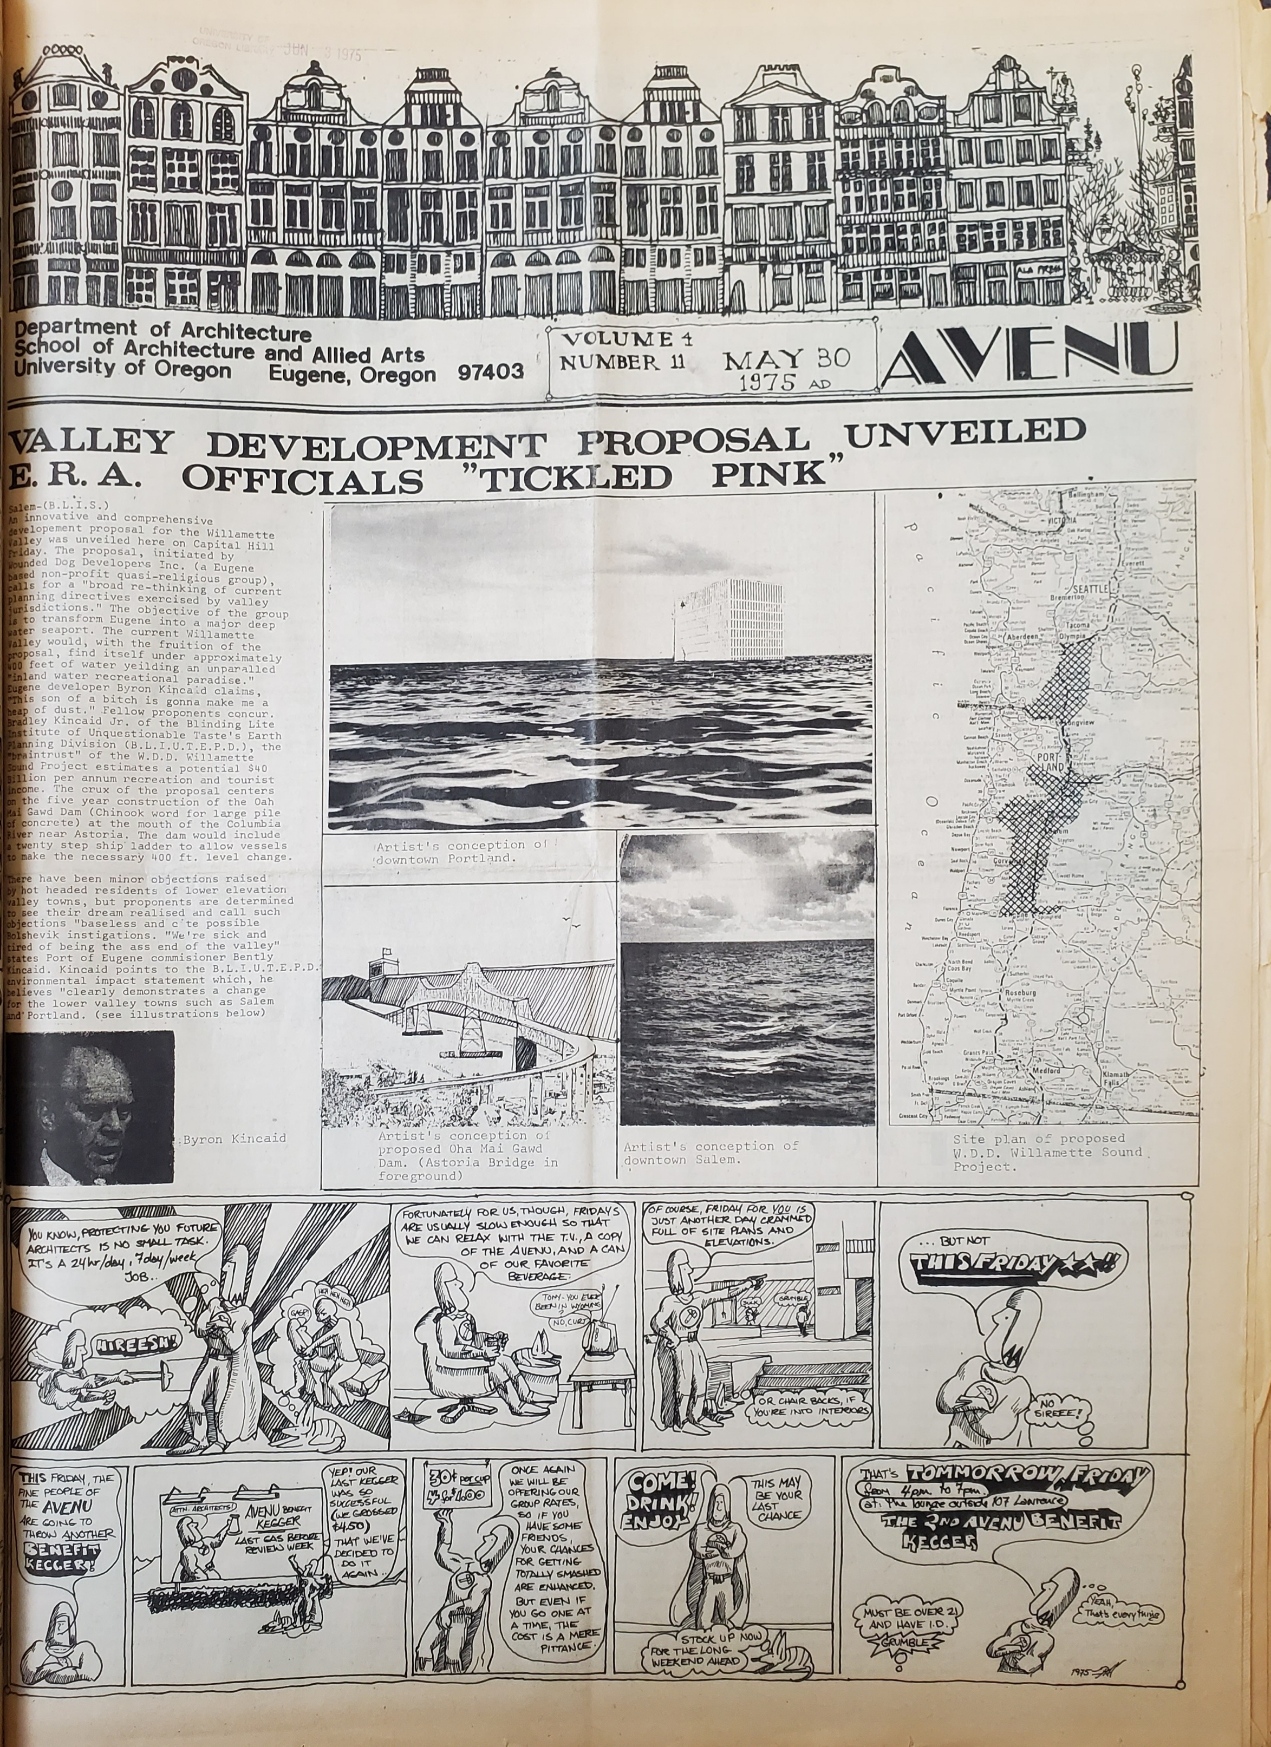 JUN 3 1975
ALA MEDA
Department of Architecture
School of Architecture and Allied Arts
University of Oregon Eugene, Oregon 97403
VOLUME 4
NUMBER 11 MAY 30
1975 AD
AVENU
VALLEY DEVELOPMENT PROPOSAL UNVEILED
E.R.A. OFFICIALS "TICKLED PINK"
Salem-(B.L.I.S.)
An innovative and comprehensive
developement proposal for the Willamette
Valley was unveiled here on Capital Hill
Friday. The proposal, initiated by
Wounded Dog Developers Inc. (a Eugene
based non-profit quasi-religious group),
calls for a "broad re-thinking of current
planning directives exercised by valley
jurisdictions." The objective of the group
is to transform Eugene into a major deep
water seaport. The current Willamette
Valley would, with the fruition of the
proposal, find itself under approximately
400 feet of water yeilding an unparalled
"inland water recreational paradise."
Eugene developer Byron Kincaid claims,
"This son of a bitch is gonna make me a
heap of dust." Fellow proponents concur.
Bradley Kincaid Jr. of the Blinding Lite
Institute of Unquestionable Taste's Earth
Planning Division (B.L.I.U.T.E.P.D.), the
"braintrust" of the W.D.D. Willamette
Sound Project estimates a potential $40
Billion per annum recreation and tourist
income. The crux of the proposal centers
on the five year construction of the Oah
Mai Gawd Dam (Chinook word for large pile
of concrete) at the mouth of the Columbia
River near Astoria. The dam would include
a twenty step ship ladder to allow vessels
to make the necessary 400 ft. level change.
There have been minor objections raised
by hot headed residents of lower elevation
valley towns, but proponents are determined
to see their dream realised and call such
objections "baseless and c'te possible
Bolshevik instigations. "We're sick and
tired of being the ass end of the valley"
states Port of Eugene commisioner Bently
Kincaid. Kincaid points to the B.L.I.U.T.E.P.D.
environmental impact statement which, he
believes "clearly demonstrates a change
for the lower valley towns such as Salem
and Portland. (see illustrations below)
Byron Kincaid
Artist's conception of
downtown Portland.
Artist's conception of
proposed Oha Mai Gawd
Dam. (Astoria Bridge in
foreground)
Artist's conception of
downtown Salem.
Pacific Ocean
Bellingham
VICTORIA
Everett
SEATTLE
Bremerton
Tacoma
Aberdeen
Olympia
Longview
PORTLAND
Roseburg
Coos Bay
Grants Pass
Medford
Klamath Falls
Site plan of proposed
W.D.D. Willamette Sound
Project.
YOU KNOW, PROTECTING YOU FUTURE
ARCHITECTS IS NO SMALL TASK.
IT'S A 24hr/day, 7day/week
JOB..
HIREESH!
GASP!
HEH HEH HEH
FORTUNATELY FOR US, THOUGH, FRIDAYS
ARE USUALLY SLOW ENOUGH SO THAT
WE CAN RELAX WITH THE T.V., A COPY
OF THE AVENU, AND A CAN
OF OUR FAVORITE
BEVERAGE.
TOM-YOU EVER
BEEN IN WYOMING
?
NO, CURT
OF COURSE, FRIDAY FOR YOU IS
JUST ANOTHER DAY CRAMMED
FULL OF SITE PLANS AND
ELEVATIONS.
GRUMBLE
OR CHAIR BACKS, IF
YOU'RE INTO INTERIORS
... BUT NOT
THIS FRIDAY★★!!
NO
SIREEE!
THIS FRIDAY, THE
FINE PEOPLE OF
THE AVENU
ARE GOING TO
THROW ANOTHER
BENEFIT
KEGGER!
ATTN. ARCHITECTS!
AVENU BENEFIT
KEGGER
LAST GAS BEFORE
REVIEW WEEK
YEP! OUR
LAST KEGGER
WAS SO
SUCCESSFUL
(WE GROSSED
$4.50)
THAT WE'VE
DECIDED TO
DO IT
AGAIN..
30¢ per cup
ONCE AGAIN
WE WILL BE
OFFERING OUR
GROUP RATES,
SO IF YOU
HAVE SOME
FRIENDS,
YOUR CHANCES
FOR GETTING
TOTALLY SMASHED
ARE ENHANCED.
BUT EVEN IF
YOU GO ONE AT
A TIME, THE
COST IS A MERE
PITTANCE.
COME!
DRINK!
ENJOY!
THIS MAY
BE YOUR
LAST
CHANCE
STOCK UP NOW
FOR THE LONG
WEEKEND AHEAD
THAT'S TOMMORROW, FRIDAY
from 4pm. to 7pm.
at the lounge outside 107 Lawrence
THE 2ND AVENU BENEFIT
KEGGER
MUST BE OVER 21
AND HAVE I.D.
GRUMBLE
YEAH,
That's everything
1975